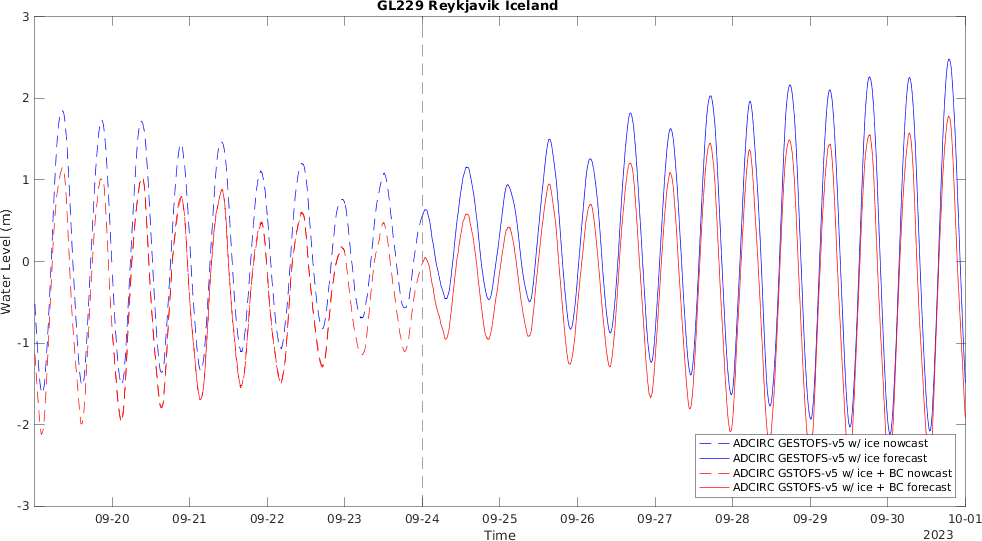 GL229 Reykjavik Iceland
3
2
1
0
-1
-2
-3
Water Level (m)
ADCIRC GESTOFS-v5 w/ ice nowcast
ADCIRC GESTOFS-v5 w/ ice forecast
ADCIRC GSTOFS-v5 w/ ice + BC nowcast
ADCIRC GSTOFS-v5 w/ ice + BC forecast
09-20 09-21 09-22 09-23 09-24 09-25 09-26 09-27 09-28 09-29 09-30 10-01
Time 2023